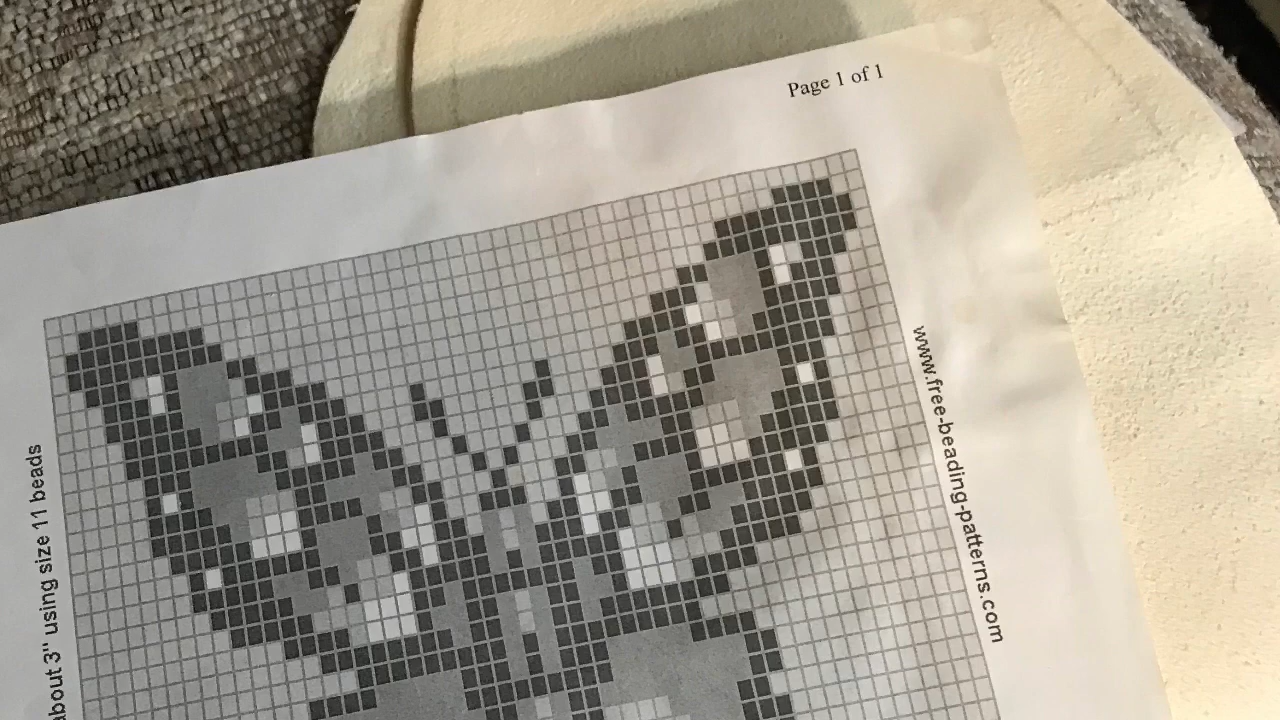 Page 1 of 1
about 3" using size 11 beads
www.free-beading-patterns.com